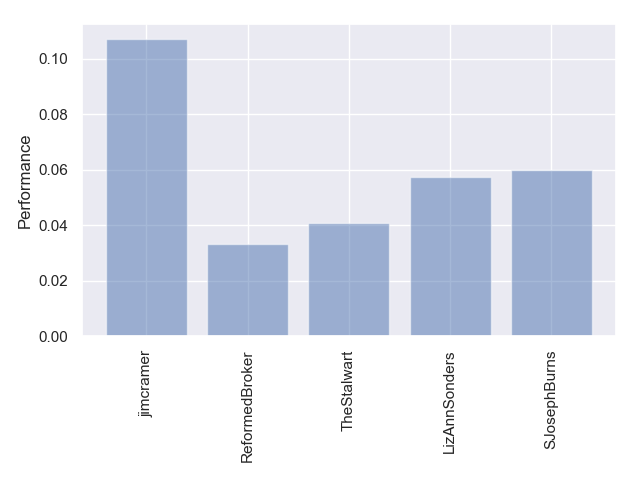 Performance
0.10
0.08
0.06
0.04
0.02
0.00
jimcramer
ReformedBroker
TheStalwart
LizAnnSonders
SJosephBurns